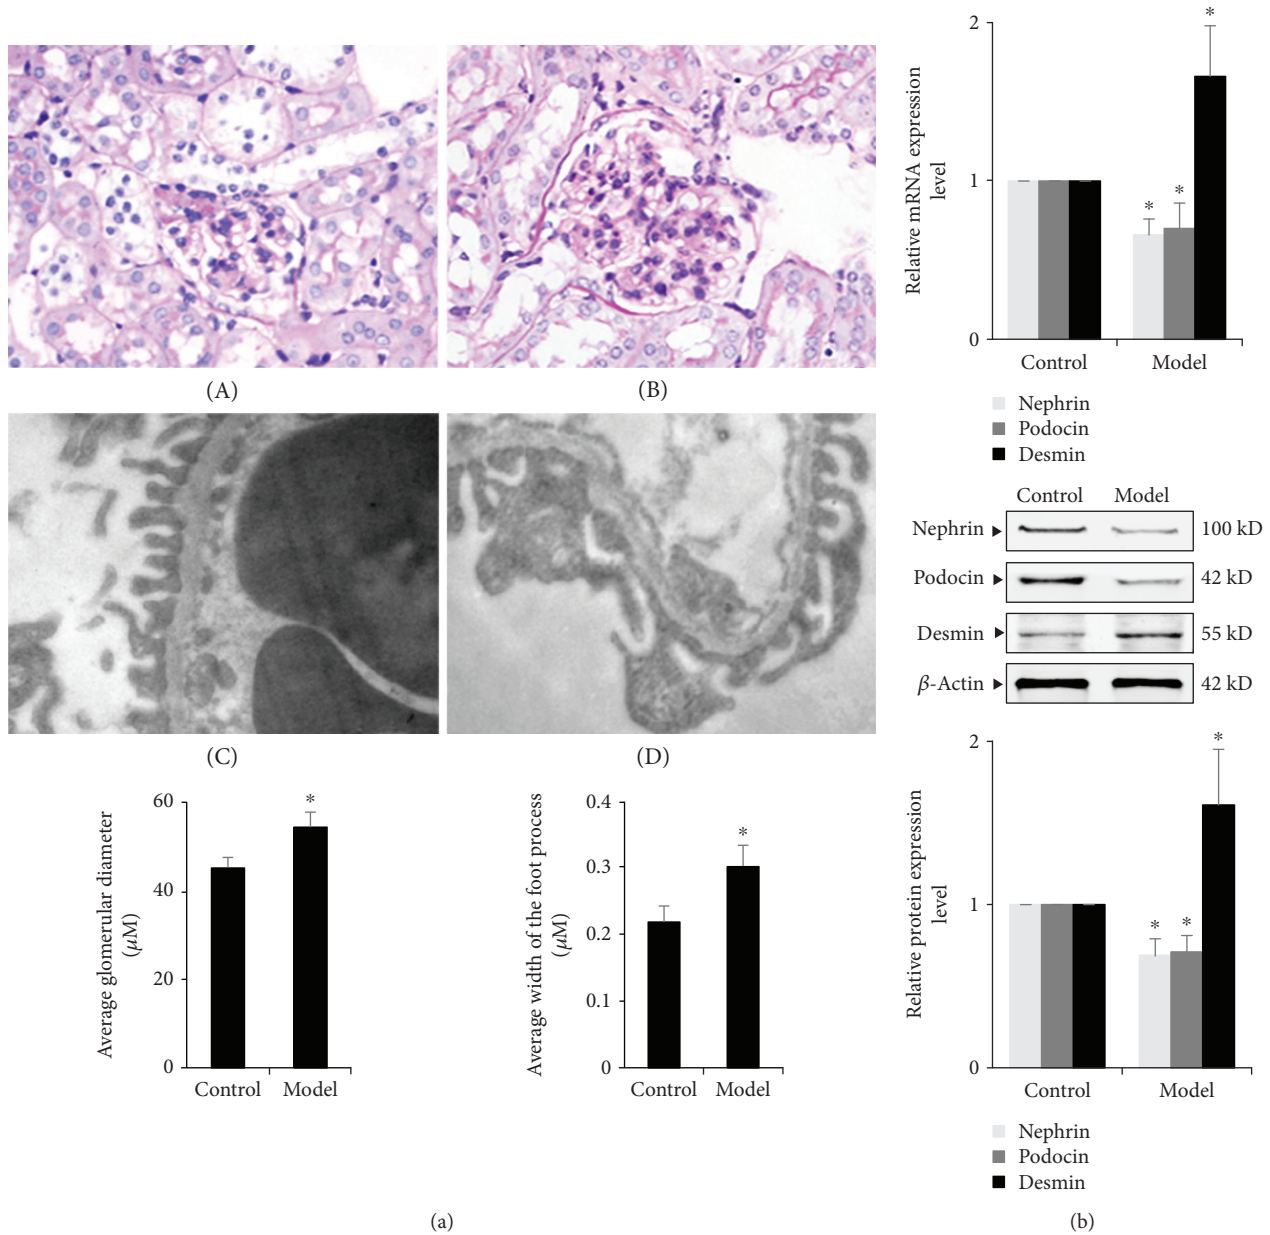 (A)
(B)
(C)
(D)
Average glomerular diameter
(μM)
60
40
20
0
*
Control Model
Average width of the foot process
(μM)
0.4
0.3
0.2
0.1
0
*
Control Model
(a)
Relative mRNA expression
level
2
1
0
* * *
Control Model
Nephrin
Podocin
Desmin
Control Model
Nephrin 100 kD
Podocin 42 kD
Desmin 55 kD
β-Actin 42 kD
Relative protein expression
level
2
1
0
* * *
Control Model
Nephrin
Podocin
Desmin
(b)